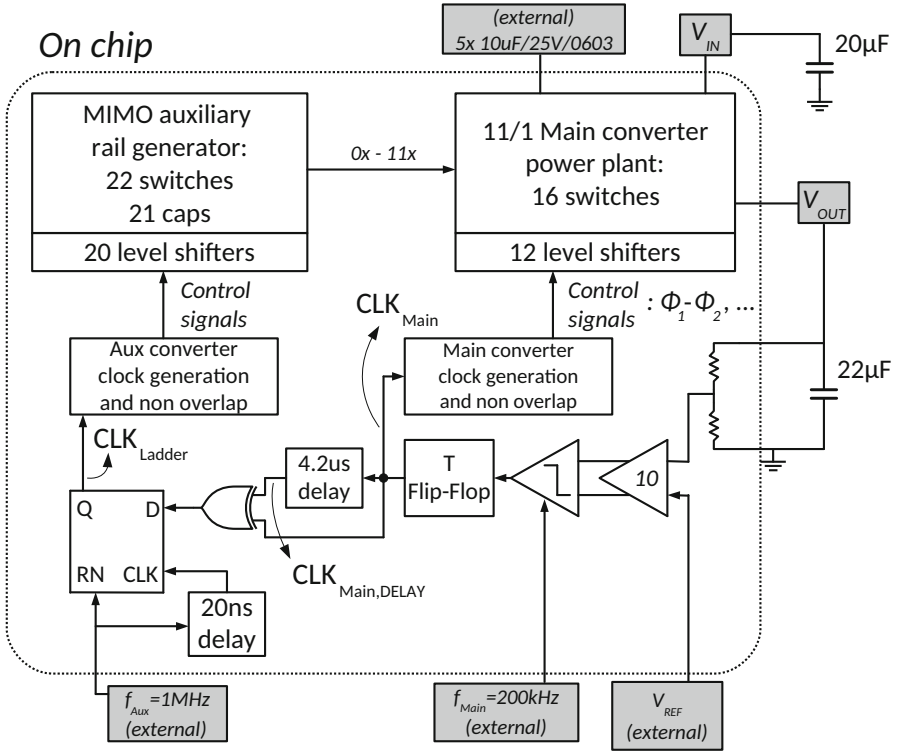 On chip
(external)
5x 10uF/25V/0603
V_IN
20µF
MIMO auxiliary
rail generator:
22 switches
21 caps
20 level shifters
0x - 11x
11/1 Main converter
power plant:
16 switches
12 level shifters
V_OUT
Control
signals
CLK_Main
Control
signals
: Φ_1-Φ_2, ...
Aux converter
clock generation
and non overlap
Main converter
clock generation
and non overlap
22µF
CLK_Ladder
4.2us
delay
T
Flip-Flop
10
Q
D
RN
CLK
CLK_Main,DELAY
20ns
delay
f_Aux=1MHz
(external)
f_Main=200kHz
(external)
V_REF
(external)